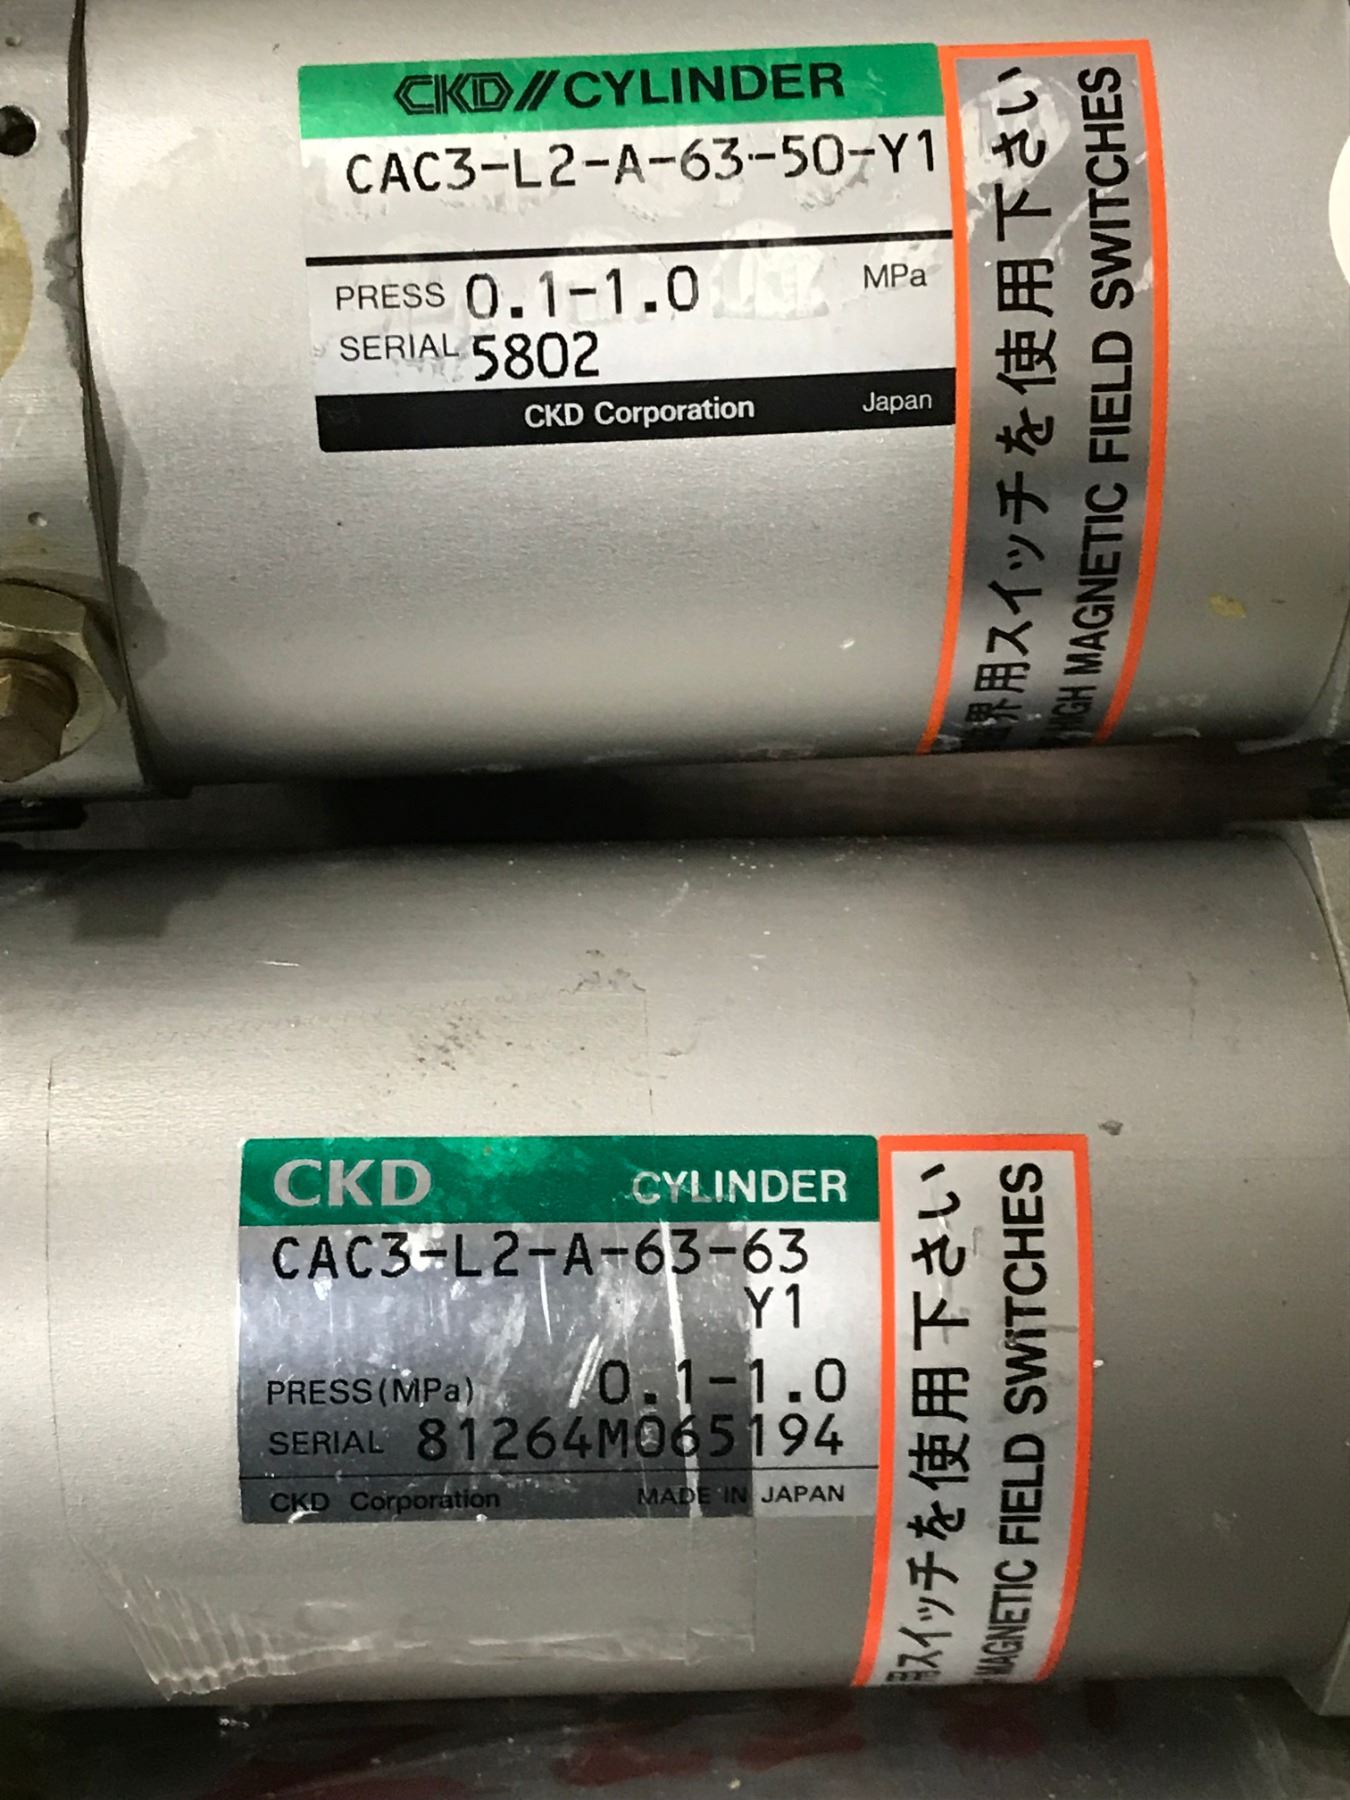 CKD//CYLINDER
CAC3-L2-A-63-50-Y1
PRESS 0.1-1.0 MPa
SERIAL 5802
CKD Corporation Japan
界用スイッチを使用下さい
HIGH MAGNETIC FIELD SWITCHES
CKD CYLINDER
CAC3-L2-A-63-63
Y1
PRESS(MPa) 0.1-1.0
SERIAL 81264M065194
CKD Corporation MADE IN JAPAN
用スイッチを使用下さい
MAGNETIC FIELD SWITCHES